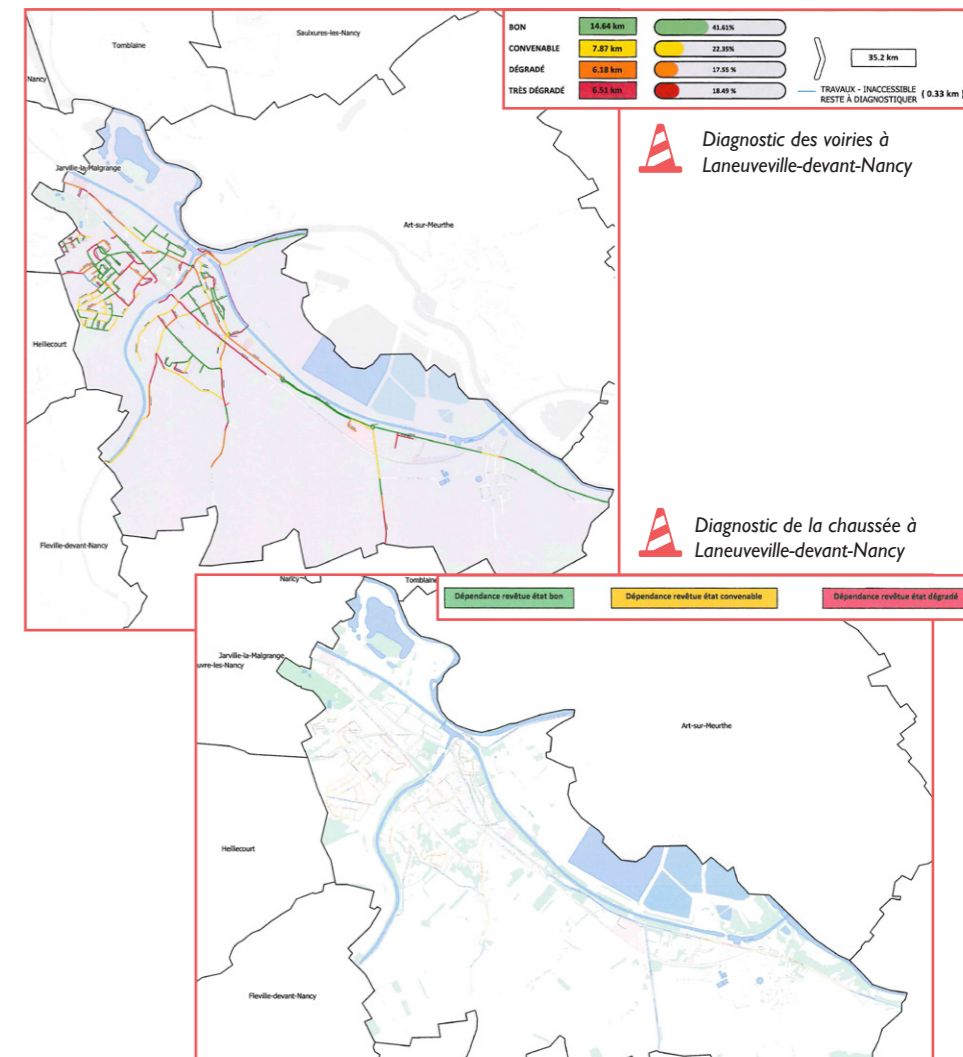 Saulxures-les-Nancy
Tomblaine
Nancy
BON 14.64 km 41.61%
CONVENABLE 7.87 km 22.35%
DÉGRADÉ 6.18 km 17.55 %
TRÈS DÉGRADÉ 6.51 km 18.49 %
35.2 km
TRAVAUX - INACCESSIBLE
RESTE À DIAGNOSTIQUER ( 0.33 km )
Diagnostic des voiries à
Laneuveville-devant-Nancy
Jarville-la-Malgrange
Art-sur-Meurthe
Heillecourt
Fleville-devant-Nancy
Diagnostic de la chaussée à
Laneuveville-devant-Nancy
Nancy
Tomblaine
Dépendance revêtue état bon
Dépendance revêtue état convenable
Dépendance revêtue état dégradé
Jarville-la-Malgrange
uvre-les-Nancy
Art-sur-Meurthe
Heillecourt
Fleville-devant-Nancy